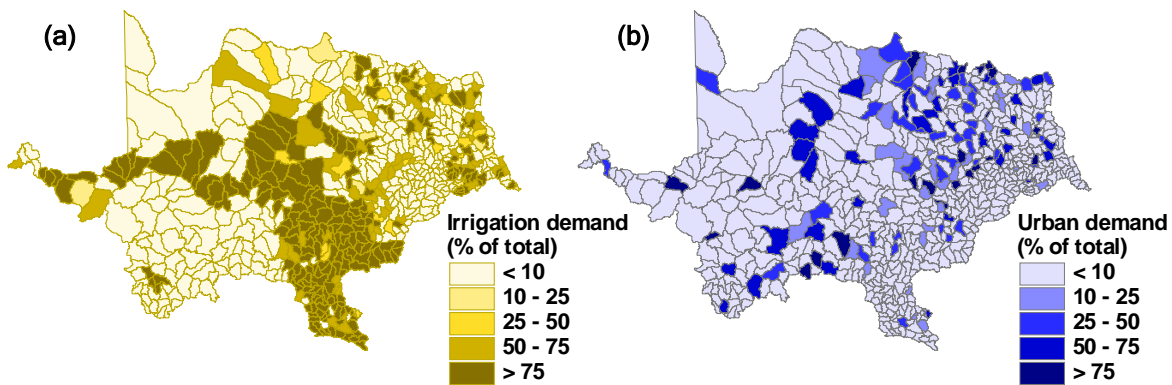 (a)
Irrigation demand
(% of total)
< 10
10 - 25
25 - 50
50 - 75
> 75
(b)
Urban demand
(% of total)
< 10
10 - 25
25 - 50
50 - 75
> 75